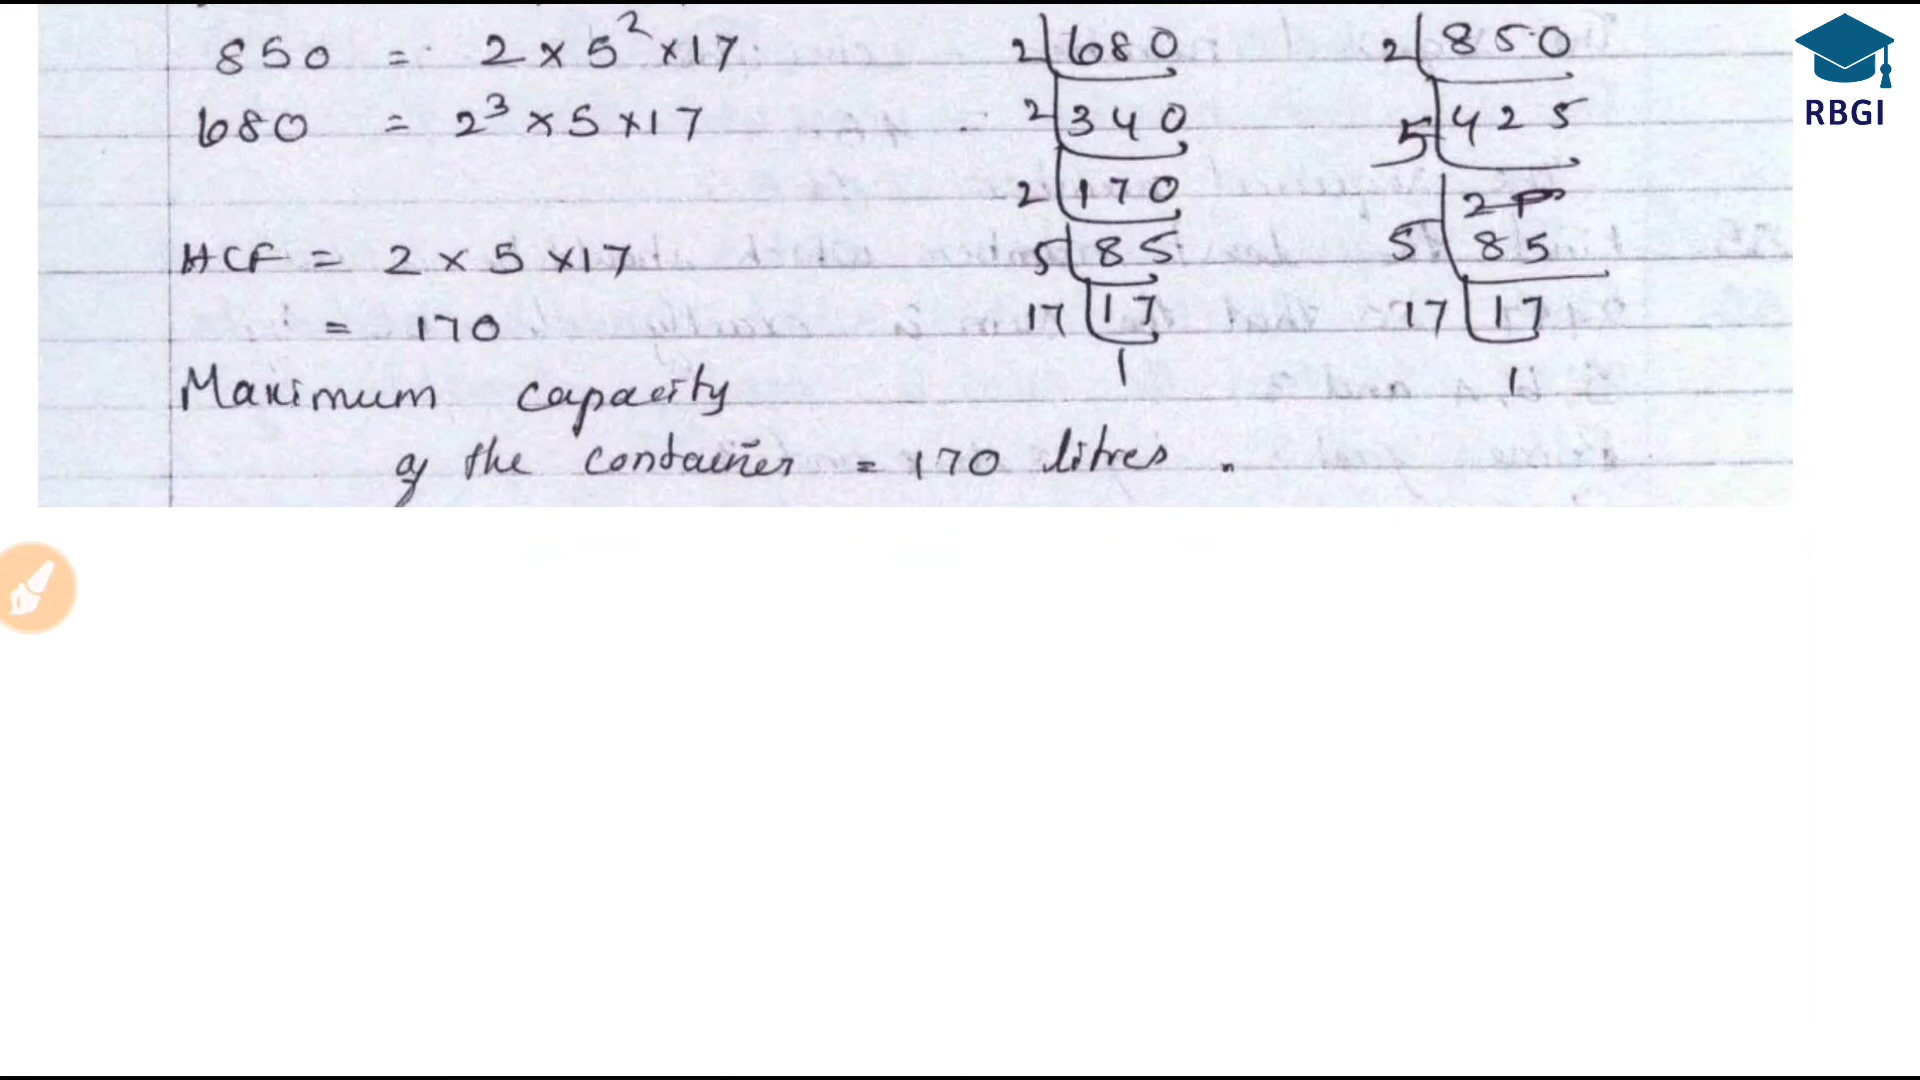 850 = 2 × 5² × 17
680 = 2³ × 5 × 17
HCF = 2 × 5 × 17
= 170
Maximum capacity
of the container = 170 litres.
2 680
2 340
2 170
5 85
17 17
1
2 850
5 425
5 85
17 17
1
RBGI